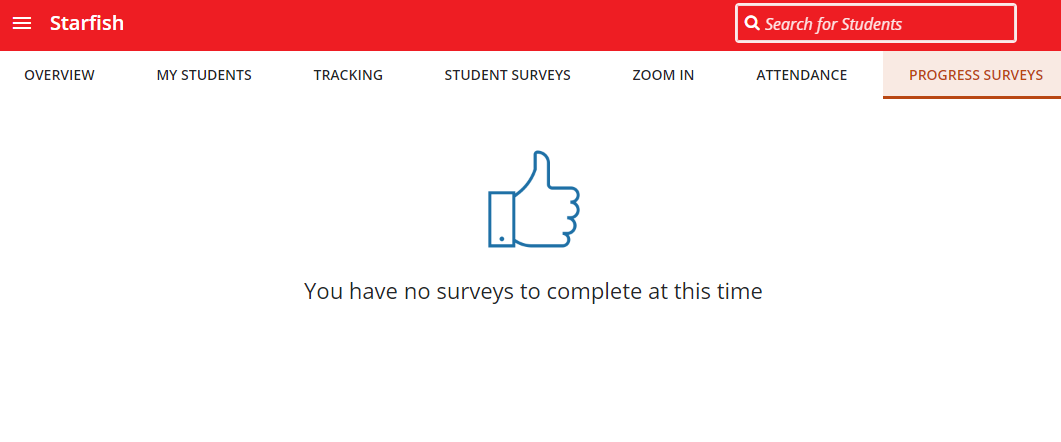 Starfish
Search for Students
OVERVIEW MY STUDENTS TRACKING STUDENT SURVEYS ZOOM IN ATTENDANCE PROGRESS SURVEYS
You have no surveys to complete at this time